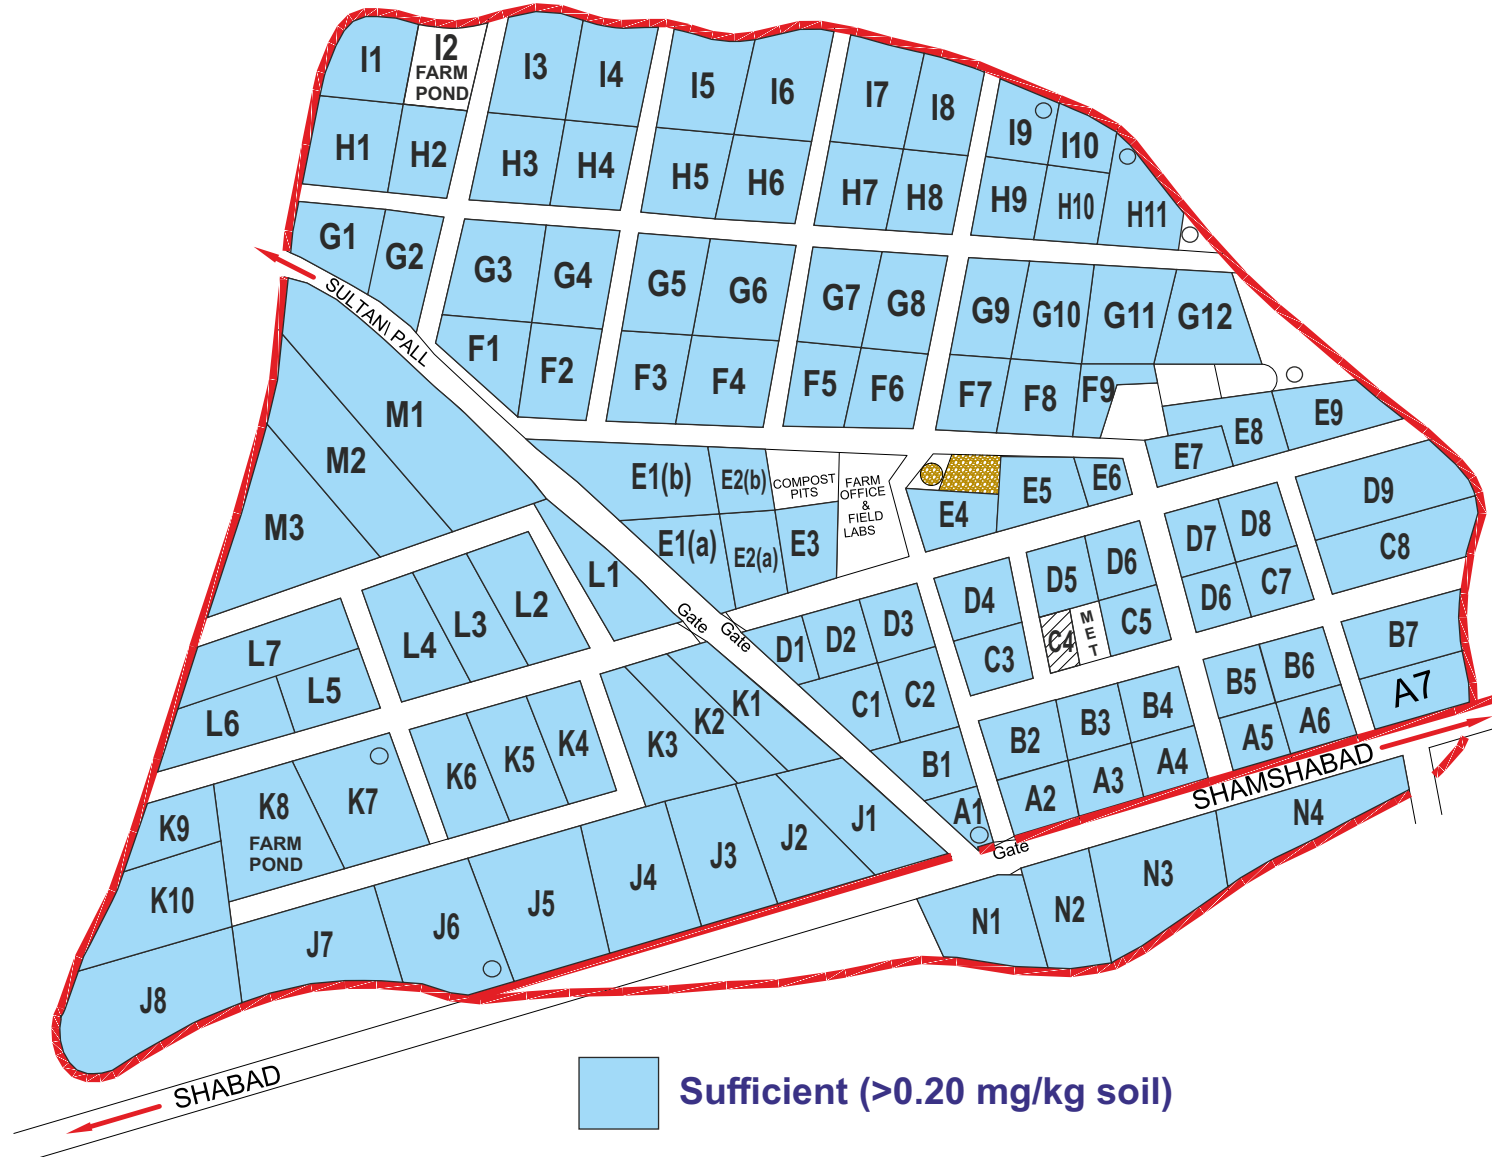 I1
I2
FARM
POND
I3
I4
I5
I6
I7
I8
I9
I10
H1
H2
H3
H4
H5
H6
H7
H8
H9
H10
H11
G1
G2
G3
G4
G5
G6
G7
G8
G9
G10
G11
G12
SULTAN\ PALL
F1
F2
F3
F4
F5
F6
F7
F8
F9
M1
M2
M3
E1(b)
E2(b)
COMPOST
PITS
FARM
OFFICE
&
FIELD
LABS
E1(a)
E2(a)
E3
E4
E5
E6
E7
E8
E9
L1
L2
L3
L4
L5
L6
L7
Gate
Gate
D1
D2
D3
D4
D5
D6
D7
D8
D9
D6
C1
C2
C3
C4
M
E
T
C5
C7
C8
K1
K2
K3
K4
K5
K6
K7
K8
FARM
POND
K9
K10
B1
B2
B3
B4
B5
B6
B7
A1
A2
A3
A4
A5
A6
A7
SHAMSHABAD
Gate
J1
J2
J3
J4
J5
J6
J7
J8
N1
N2
N3
N4
SHABAD
Sufficient (>0.20 mg/kg soil)